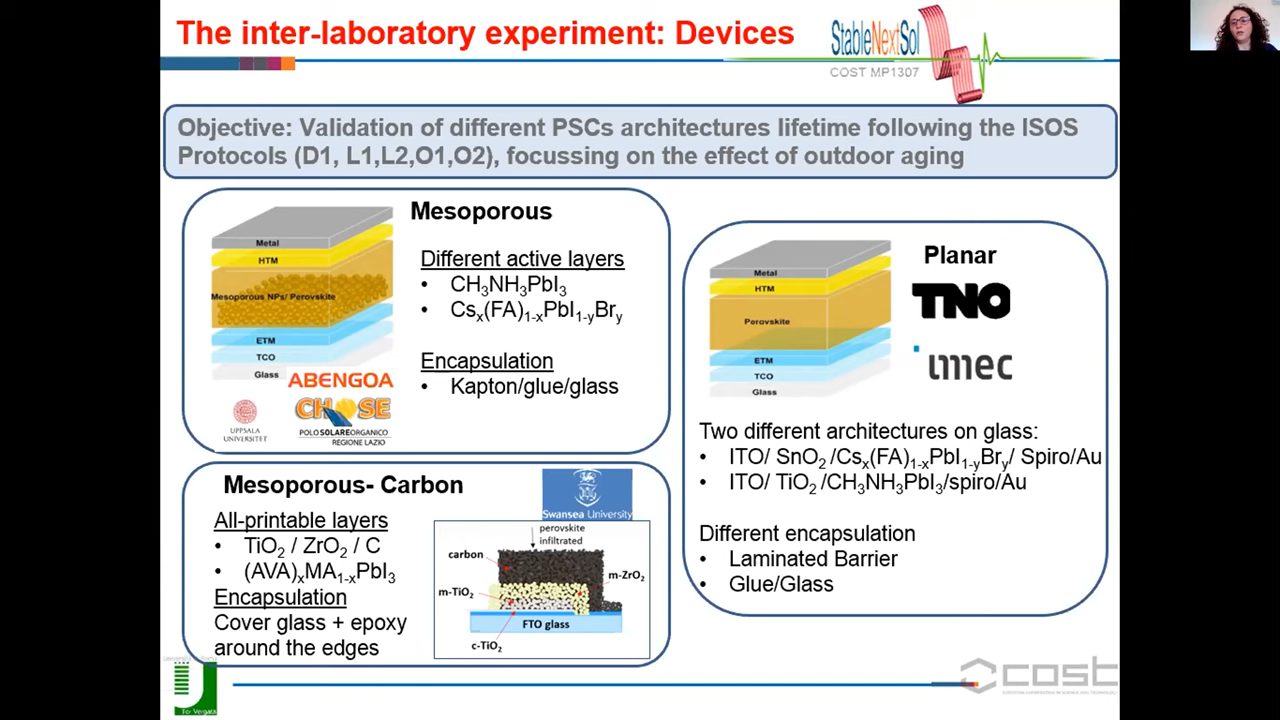 The inter-laboratory experiment: Devices
StableNextSol
COST MP1307
Objective: Validation of different PSCs architectures lifetime following the ISOS
Protocols (D1, L1,L2,O1,O2), focussing on the effect of outdoor aging
Mesoporous
Metal
HTM
Mesoporous NPs/ Perovskite
ETM
TCO
Glass
Different active layers
• CH₃NH₃PbI₃
• Csₓ(FA)₁₋ₓPbI₁₋yBry
Encapsulation
• Kapton/glue/glass
ABENGOA
UPPSALA
UNIVERSITET
CHOSE
POLO SOLARE ORGANICO
REGIONE LAZIO
Mesoporous- Carbon
All-printable layers
• TiO₂ / ZrO₂ / C
• (AVA)ₓMA₁₋ₓPbI₃
Encapsulation
Cover glass + epoxy
around the edges
Swansea University
perovskite
infiltrated
carbon
m-ZrO₂
m-TiO₂
FTO glass
c-TiO₂
Planar
Metal
HTM
Perovskite
ETM
TCO
Glass
TNO
imec
Two different architectures on glass:
• ITO/ SnO₂ /Csₓ(FA)₁₋ₓPbI₁₋yBry/ Spiro/Au
• ITO/ TiO₂ /CH₃NH₃PbI₃/spiro/Au
Different encapsulation
• Laminated Barrier
• Glue/Glass
Tor Vergata
cost